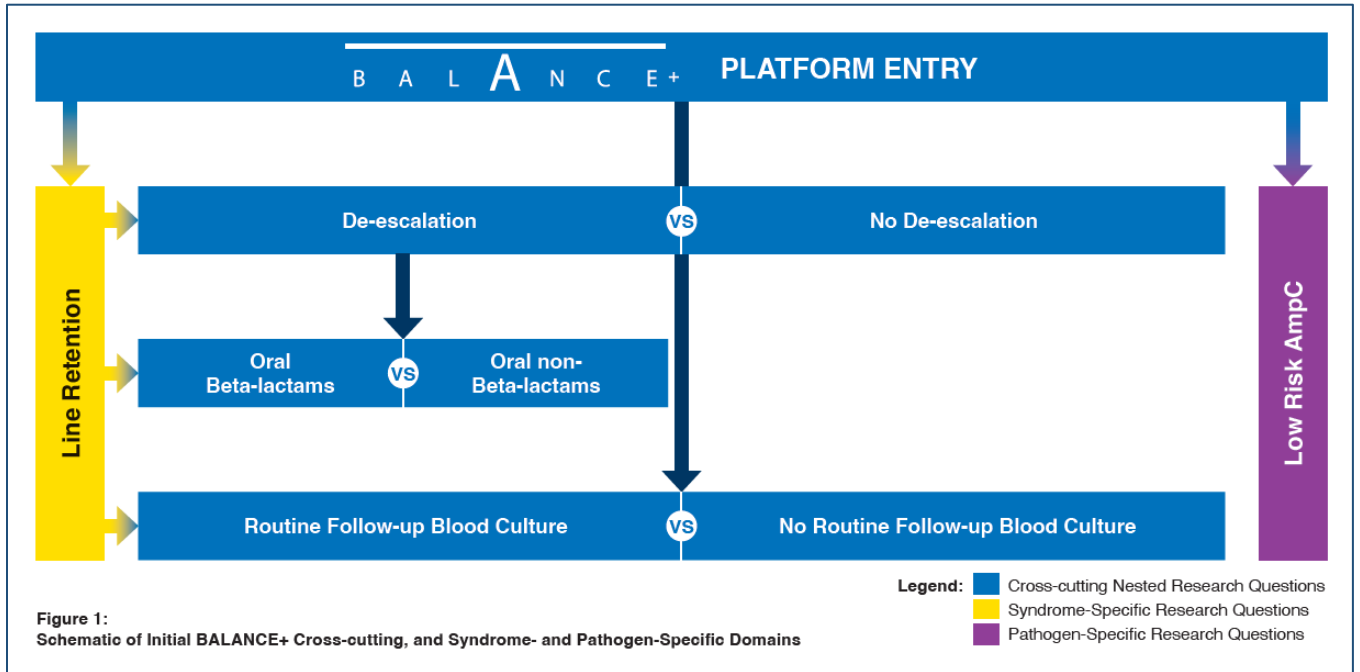 BALANCE+ PLATFORM ENTRY
Line Retention
De-escalation
VS
No De-escalation
Low Risk AmpC
Oral
Beta-lactams
VS
Oral non-
Beta-lactams
Routine Follow-up Blood Culture
VS
No Routine Follow-up Blood Culture
Legend:
Cross-cutting Nested Research Questions
Syndrome-Specific Research Questions
Pathogen-Specific Research Questions
Figure 1:
Schematic of Initial BALANCE+ Cross-cutting, and Syndrome- and Pathogen-Specific Domains